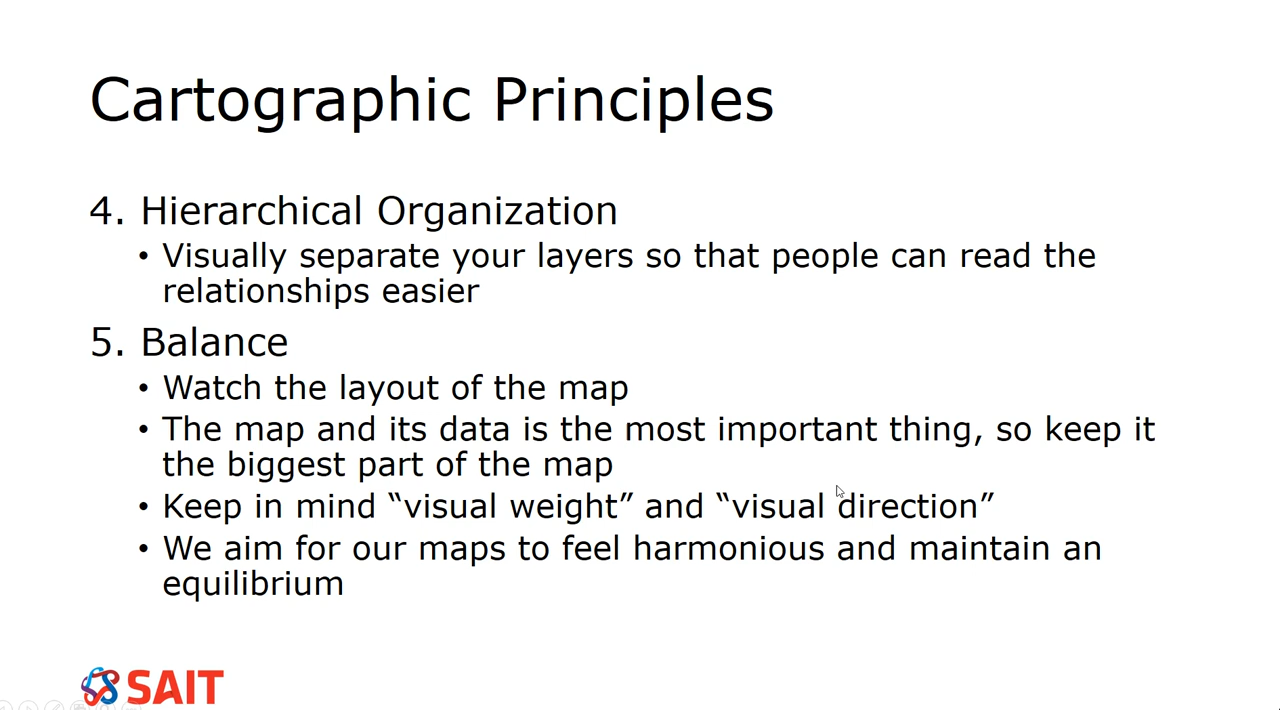 Cartographic Principles
4. Hierarchical Organization
• Visually separate your layers so that people can read the
relationships easier
5. Balance
• Watch the layout of the map
• The map and its data is the most important thing, so keep it
the biggest part of the map
• Keep in mind “visual weight” and “visual direction”
• We aim for our maps to feel harmonious and maintain an
equilibrium
SAIT